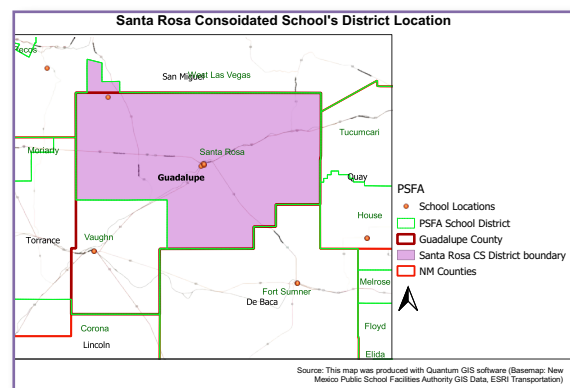 Santa Rosa Consoidated School's District Location
Pecos
San Miguel
West Las Vegas
Tucumcari
Moriarty
Santa Rosa
Guadalupe
Quay
House
Torrance
Vaughn
Fort Sumner
De Baca
Melrose
Corona
Lincoln
Floyd
Elida
PSFA
School Locations
PSFA School District
Guadalupe County
Santa Rosa CS District boundary
NM Counties
Source: This map was produced with Quantum GIS software (Basemap: New
Mexico Public School Facilities Authority GIS Data, ESRI Transportation)